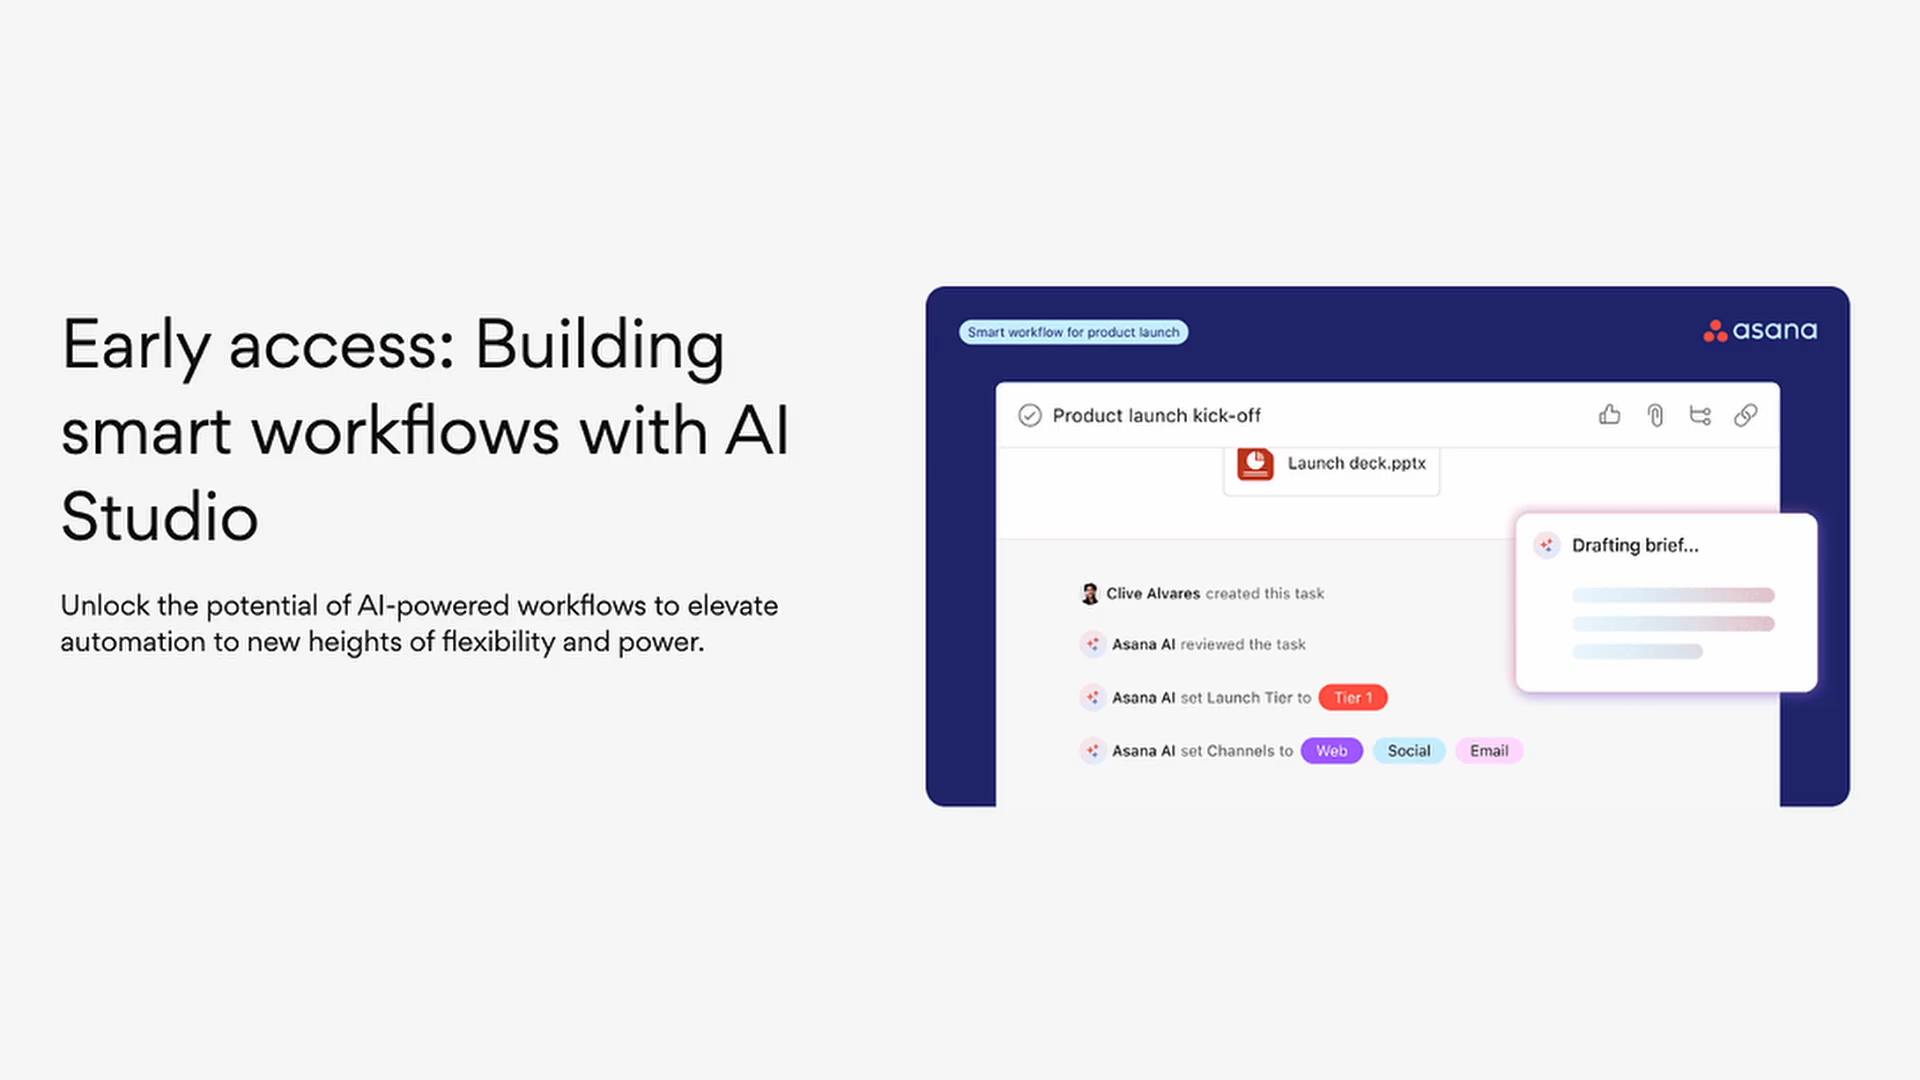 Early access: Building
smart workflows with AI
Studio
Unlock the potential of AI-powered workflows to elevate
automation to new heights of flexibility and power.
Smart workflow for product launch
asana
Product launch kick-off
Launch deck.pptx
Drafting brief...
Clive Alvares created this task
Asana AI reviewed the task
Asana AI set Launch Tier to Tier 1
Asana AI set Channels to Web Social Email